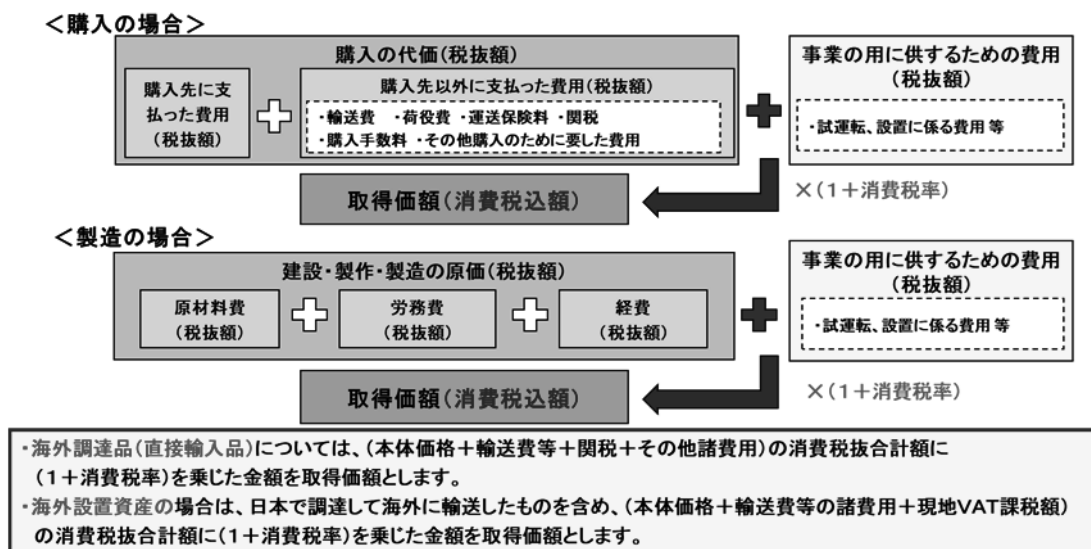 ＜購入の場合＞
購入の代価(税抜額)
購入先に支
払った費用
(税抜額)
購入先以外に支払った費用(税抜額)
・輸送費　・荷役費 ・運送保険料 ・関税
・購入手数料 ・その他購入のために要した費用
事業の用に供するための費用
(税抜額)
・試運転、設置に係る費用 等
×(1＋消費税率)
取得価額(消費税込額)
＜製造の場合＞
建設・製作・製造の原価(税抜額)
原材料費
(税抜額)
労務費
(税抜額)
経費
(税抜額)
事業の用に供するための費用
(税抜額)
・試運転、設置に係る費用 等
×(1＋消費税率)
取得価額(消費税込額)
・海外調達品(直接輸入品)については、(本体価格＋輸送費等＋関税＋その他諸費用)の消費税抜合計額に
(1＋消費税率)を乗じた金額を取得価額とします。
・海外設置資産の場合は、日本で調達して海外に輸送したものを含め、(本体価格＋輸送費等の諸費用＋現地VAT課税額)
の消費税抜合計額に(1＋消費税率)を乗じた金額を取得価額とします。